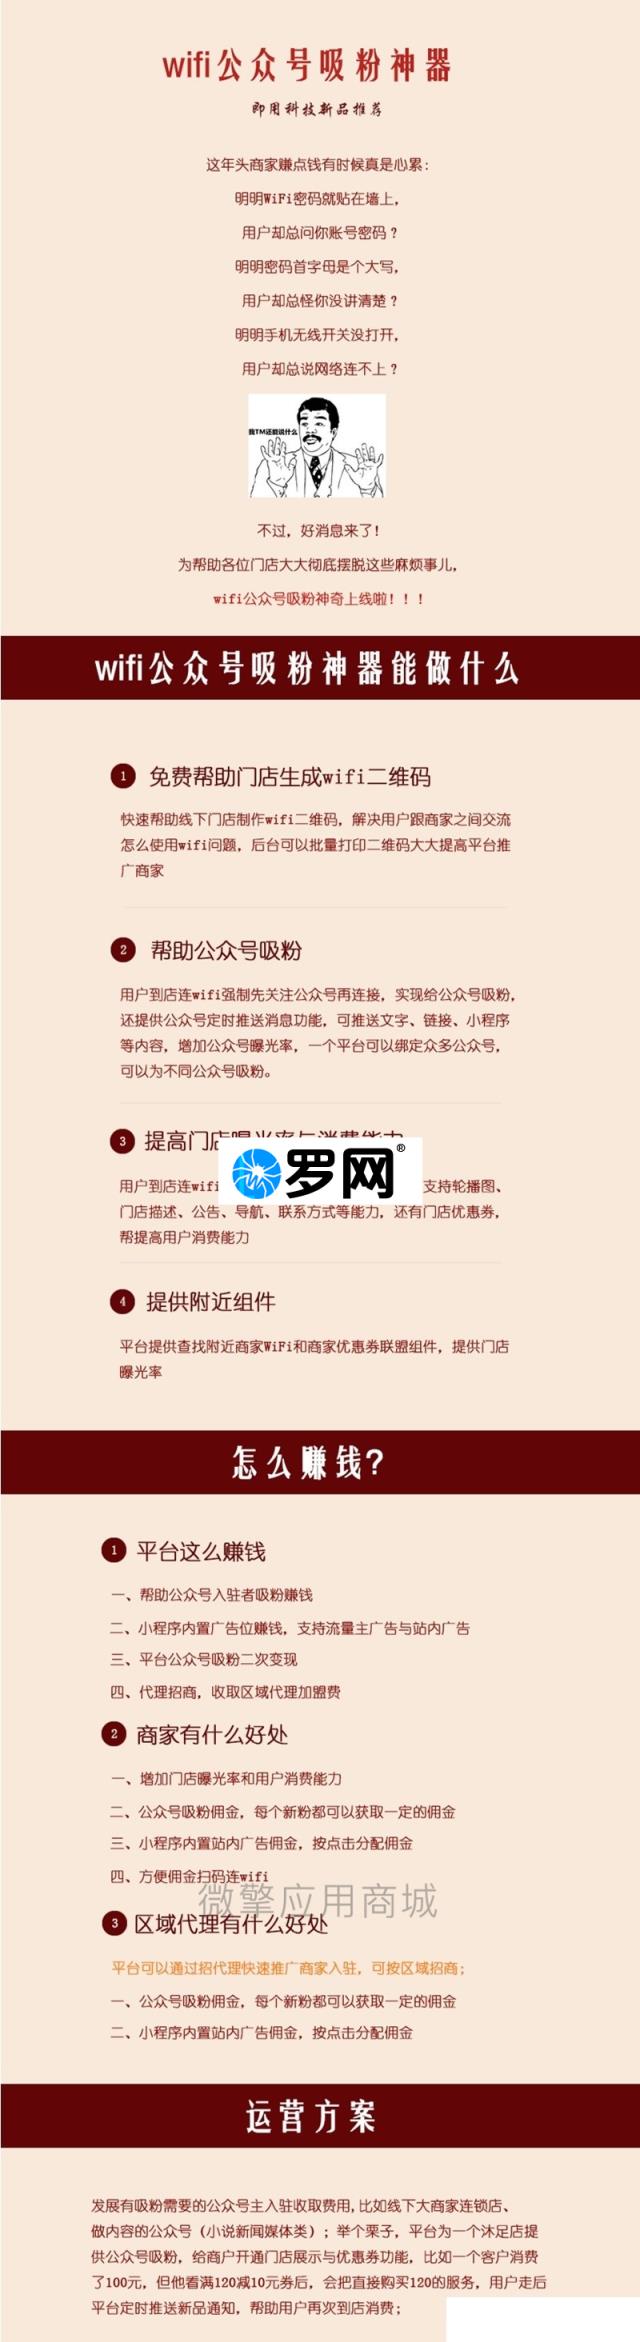 wifi公众号吸粉神器
即用科技新品推荐
这年头商家赚点钱有时候真是心累：
明明WiFi密码就贴在墙上，
用户却总问你账号密码？
明明密码首字母是个大写，
用户却总怪你没讲清楚？
明明手机无线开关没打开，
用户却总说网络连不上？
我TM还能说什么
不过，好消息来了！
为帮助各位门店大大彻底摆脱这些麻烦事儿，
wifi公众号吸粉神奇上线啦！！！
wifi公众号吸粉神器能做什么
1 免费帮助门店生成wifi二维码
快速帮助线下门店制作wifi二维码，解决用户跟商家之间交流
怎么使用wifi问题，后台可以批量打印二维码大大提高平台推
广商家
2 帮助公众号吸粉
用户到店连wifi强制先关注公众号再连接，实现给公众号吸粉，
还提供公众号定时推送消息功能，可推送文字、链接、小程序
等内容，增加公众号曝光率，一个平台可以绑定众多公众号，
可以为不同公众号吸粉。
3 提高门店曝光率与消费能力
罗网®
用户到店连wifi 支持轮播图、
门店描述、公告、导航、联系方式等能力，还有门店优惠券，
帮提高用户消费能力
4 提供附近组件
平台提供查找附近商家WiFi和商家优惠券联盟组件，提供门店
曝光率
怎么赚钱?
1 平台这么赚钱
一、帮助公众号入驻者吸粉赚钱
二、小程序内置广告位赚钱，支持流量主广告与站内广告
三、平台公众号吸粉二次变现
四、代理招商，收取区域代理加盟费
2 商家有什么好处
一、增加门店曝光率和用户消费能力
二、公众号吸粉佣金，每个新粉都可以获取一定的佣金
三、小程序内置站内广告佣金，按点击分配佣金
四、方便佣金扫码连wifi
微擎应用商城
3 区域代理有什么好处
平台可以通过招代理快速推广商家入驻，可按区域招商；
一、公众号吸粉佣金，每个新粉都可以获取一定的佣金
二、小程序内置站内广告佣金，按点击分配佣金
运营方案
发展有吸粉需要的公众号主入驻收取费用,比如线下大商家连锁店、
做内容的公众号（小说新闻媒体类）；举个栗子，平台为一个沐足店提
供公众号吸粉，给商户开通门店展示与优惠券功能，比如一个客户消费
了100元，但他看满120减10元券后，会把直接购买120的服务，用户走后
平台定时推送新品通知，帮助用户再次到店消费；